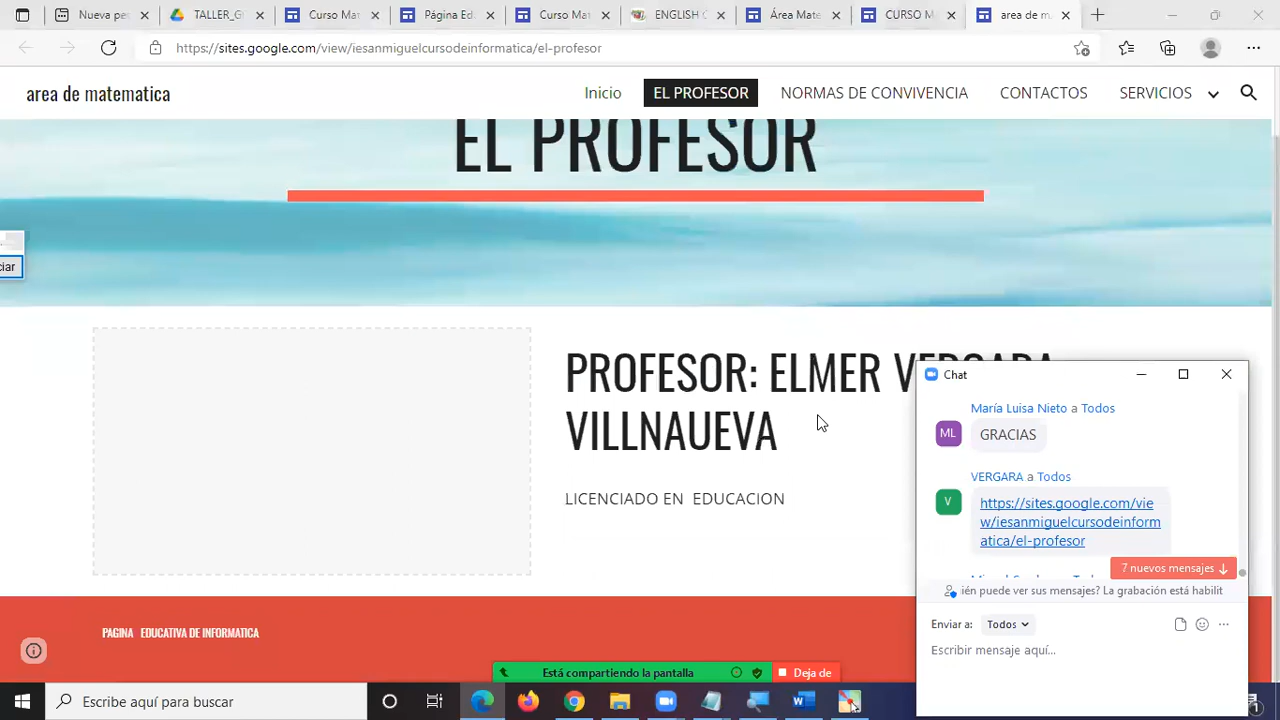 Nueva pe
TALLER_G
Curso Ma
Página Ed
Curso Ma
ENGLISH C
Área Mate
CURSO M
area de m
https://sites.google.com/view/iesanmiguelcursodeinformatica/el-profesor
area de matematica
Inicio
EL PROFESOR
NORMAS DE CONVIVENCIA
CONTACTOS
SERVICIOS
EL PROFESOR
ciar
PROFESOR: ELMER VERGARA
VILLNAUEVA
LICENCIADO EN EDUCACION
PAGINA EDUCATIVA DE INFORMATICA
Chat
María Luisa Nieto a Todos
ML
GRACIAS
VERGARA a Todos
V
https://sites.google.com/vie
w/iesanmiguelcursodeinform
atica/el-profesor
7 nuevos mensajes
ién puede ver sus mensajes? La grabación está habilit
Enviar a: Todos
Escribir mensaje aquí...
Está compartiendo la pantalla
Deja de
Escribe aquí para buscar
1